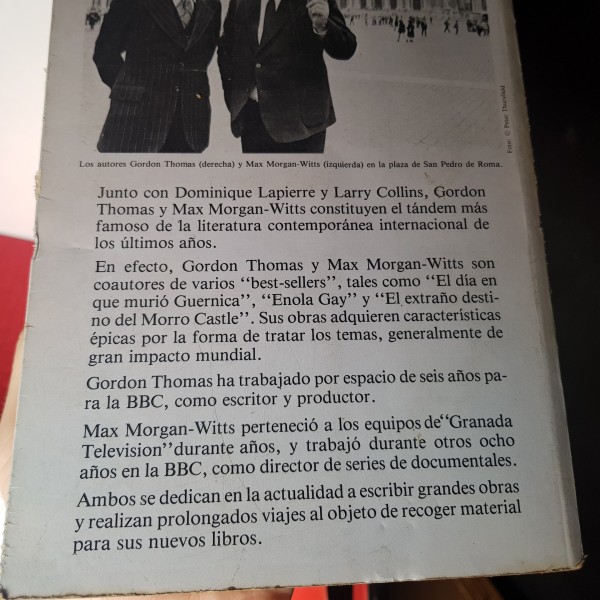 Foto: © Peter Thursfield
Los autores Gordon Thomas (derecha) y Max Morgan-Witts (izquierda) en la plaza de San Pedro de Roma.
Junto con Dominique Lapierre y Larry Collins, Gordon
Thomas y Max Morgan-Witts constituyen el tándem más
famoso de la literatura contemporánea internacional de
los últimos años.
En efecto, Gordon Thomas y Max Morgan-Witts son
coautores de varios "best-sellers", tales como "El día en
que murió Guernica", "Enola Gay" y "El extraño desti-
no del Morro Castle". Sus obras adquieren características
épicas por la forma de tratar los temas, generalmente de
gran impacto mundial.
Gordon Thomas ha trabajado por espacio de seis años pa-
ra la BBC, como escritor y productor.
Max Morgan-Witts perteneció a los equipos de "Granada
Television" durante años, y trabajó durante otros ocho
años en la BBC, como director de series de documentales.
Ambos se dedican en la actualidad a escribir grandes obras
y realizan prolongados viajes al objeto de recoger material
para sus nuevos libros.